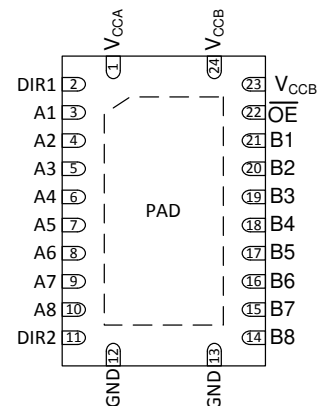 VCCA VCCB
1 24
DIR1 2 23 VCCB
A1 3 22 OE
A2 4 21 B1
A3 5 20 B2
A4 6 19 B3
A5 7 PAD 18 B4
A6 8 17 B5
A7 9 16 B6
A8 10 15 B7
DIR2 11 14 B8
12 13
GND GND